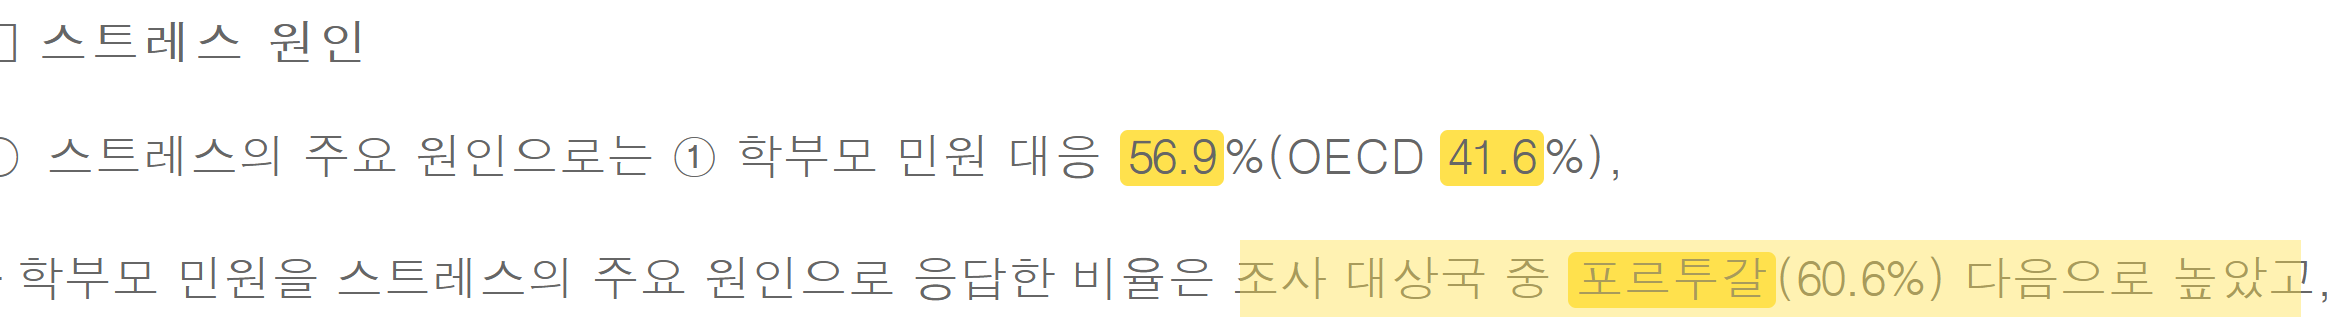 □ 스트레스 원인
○ 스트레스의 주요 원인으로는 ① 학부모 민원 대응 56.9%(OECD 41.6%),
- 학부모 민원을 스트레스의 주요 원인으로 응답한 비율은 조사 대상국 중 포르투갈(60.6%) 다음으로 높았고,